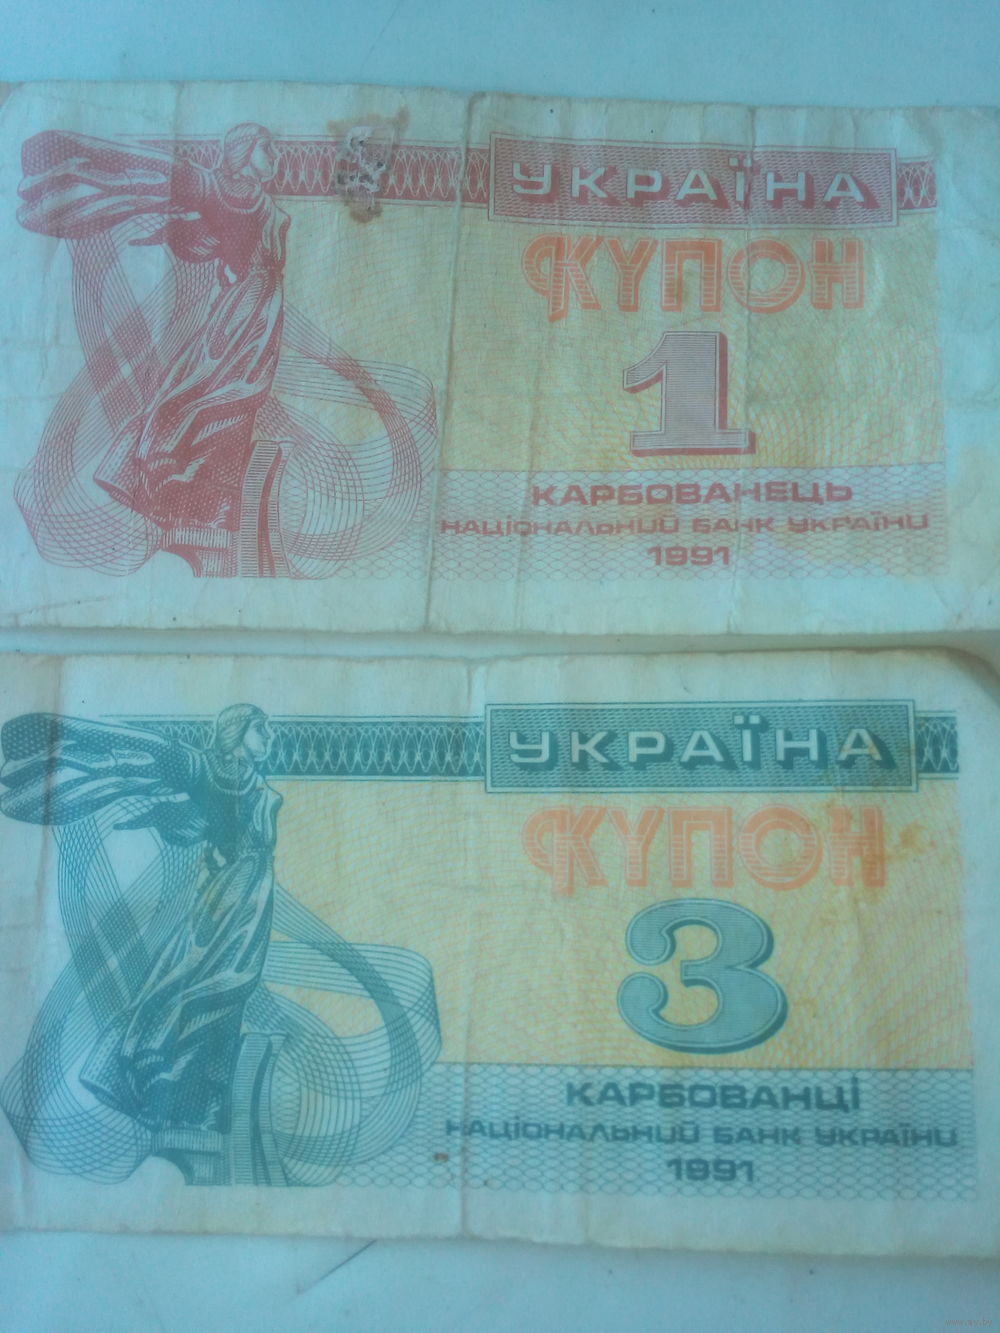 УКРАЇНА
КУПОН
1
КАРБОВАНЕЦЬ
НАЦІОНАЛЬНИЙ БАНК УКРАЇНИ
1991
УКРАЇНА
КУПОН
3
КАРБОВАНЦІ
НАЦІОНАЛЬНИЙ БАНК УКРАЇНИ
1991